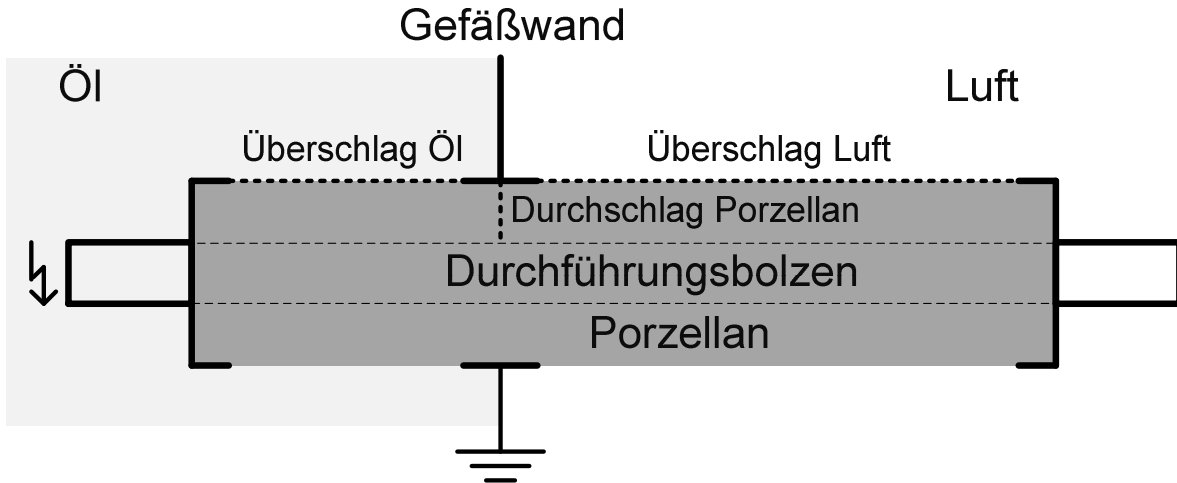 Gefäßwand
Öl
Luft
Überschlag Öl
Überschlag Luft
Durchschlag Porzellan
Durchführungsbolzen
Porzellan